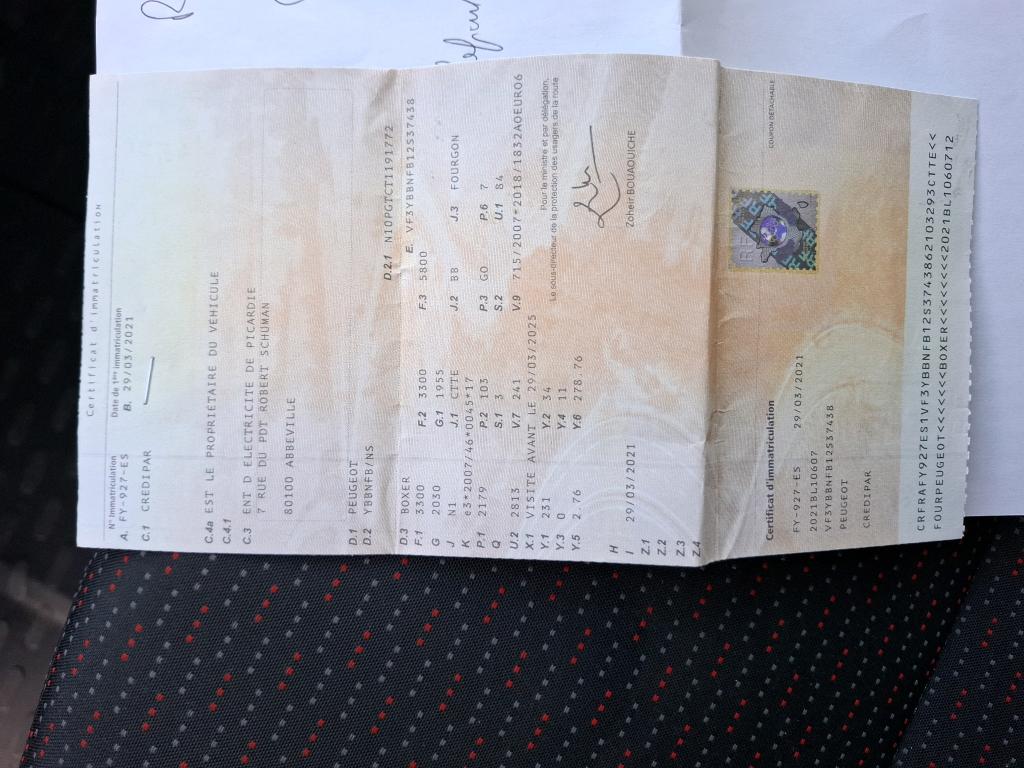 Certificat d'immatriculation
N° Immatriculation Date de 1ère immatriculation
A. FY-927-ES B. 29/03/2021
C.1 CREDIPAR
C.4a EST LE PROPRIÉTAIRE DU VÉHICULE
C.4.1
C.3 ENT D ELECTRICITE DE PICARDIE
7 RUE DU PDT ROBERT SCHUMAN
80100 ABBEVILLE
D.1 PEUGEOT
D.2 YBBNFB/NS D.2.1 N10PGTCT1191772
D.3 BOXER E. VF3YBBNFB12S37438
F.1 3300 F.2 3300 F.3 5800
G 2030 G.1 1955
J N1 J.1 CTTE J.2 BB J.3 FOURGON
K e3*2007/46*0045*17
P.1 2179 P.2 103 P.3 GO P.6 7
Q S.1 3 S.2 U.1 84
U.2 2813 V.7 241 V.9 715/2007*2018/1832AOEURO6
X.1 VISITE AVANT LE 29/03/2025
Y.1 231 Y.2 34
Y.3 0 Y.4 11
Y.5 2.76 Y.6 278.76
Pour le ministre et par délégation,
Le sous-directeur de la protection des usagers de la route
H
I 29/03/2021
Zoheir BOUAOUICHE
Z.1
Z.2
Z.3
Z.4
COUPON DÉTACHABLE
Certificat d'immatriculation
FY-927-ES 29/03/2021
2021BL10607
VF3YBBNFB12S37438
PEUGEOT
CREDIPAR
RF
CRFRAFY927ES1VF3YBBNFB12S3743862103293CTTE<<
FOURPEUGEOT<<<<<<BOXER<<<<<<<<2021BL1060712